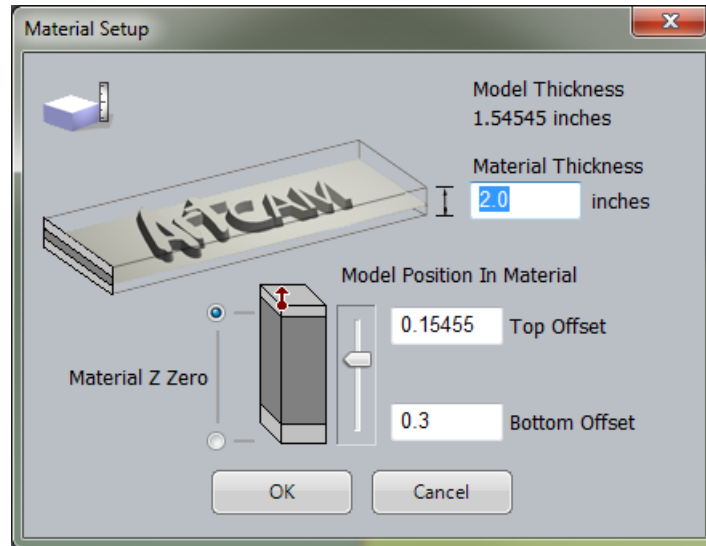 Material Setup
Model Thickness
1.54545 inches
Material Thickness
2.0 inches
ArTCAM
Model Position In Material
0.15455 Top Offset
Material Z Zero
0.3 Bottom Offset
OK Cancel